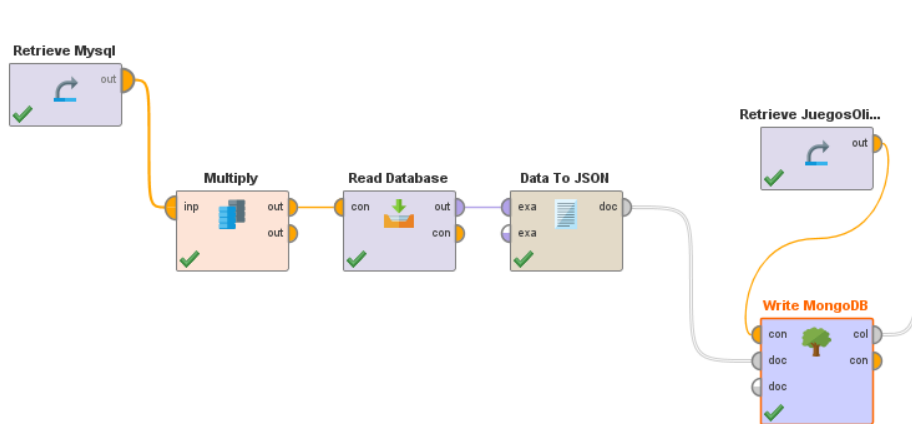 Retrieve Mysql
out
Retrieve JuegosOli...
out
Multiply
inp
out
out
Read Database
con
out
con
Data To JSON
exa
doc
exa
Write MongoDB
con
col
doc
con
doc